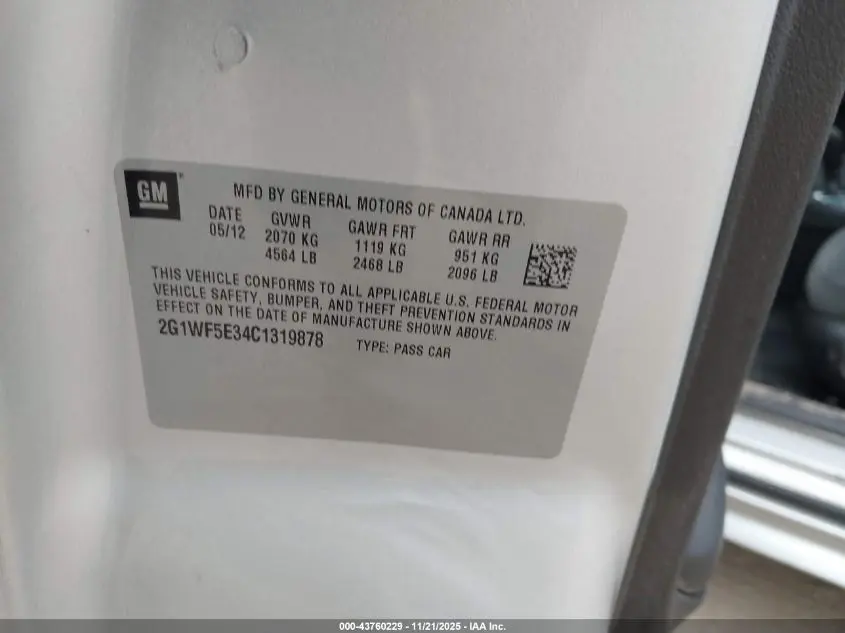 GM
MFD BY GENERAL MOTORS OF CANADA LTD.
DATE GVWR GAWR FRT GAWR RR
05/12 2070 KG 1119 KG 951 KG
4564 LB 2468 LB 2096 LB
THIS VEHICLE CONFORMS TO ALL APPLICABLE U.S. FEDERAL MOTOR
VEHICLE SAFETY, BUMPER, AND THEFT PREVENTION STANDARDS IN
EFFECT ON THE DATE OF MANUFACTURE SHOWN ABOVE.
2G1WF5E34C1319878 TYPE: PASS CAR
000-43760229 - 11/21/2025 - IAA Inc.